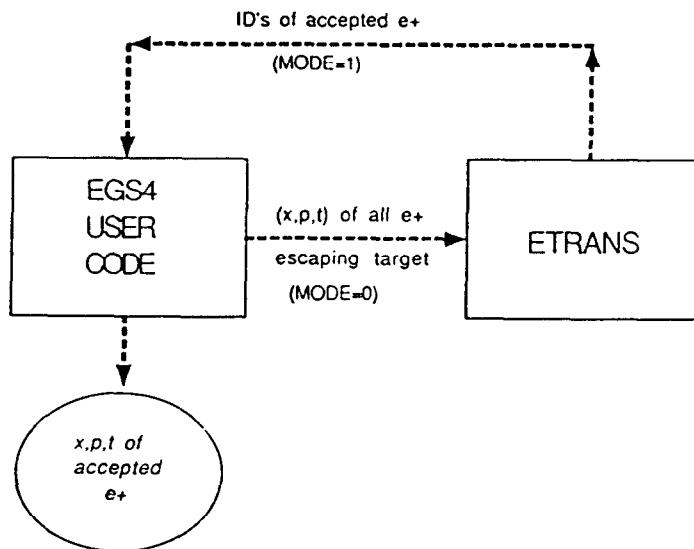 ID's of accepted e+
(MODE=1)
EGS4
USER
CODE
(x,p,t) of all e+
escaping target
(MODE=0)
ETRANS
x,p,t of
accepted
e+